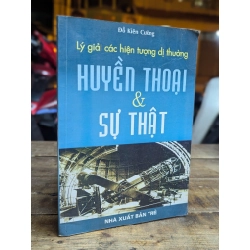 Đỗ Kiên Cường
Lý giải các hiện tượng dị thường
HUYỀN THOẠI
&
SỰ THẬT
NHÀ XUẤT BẢN TRẺ